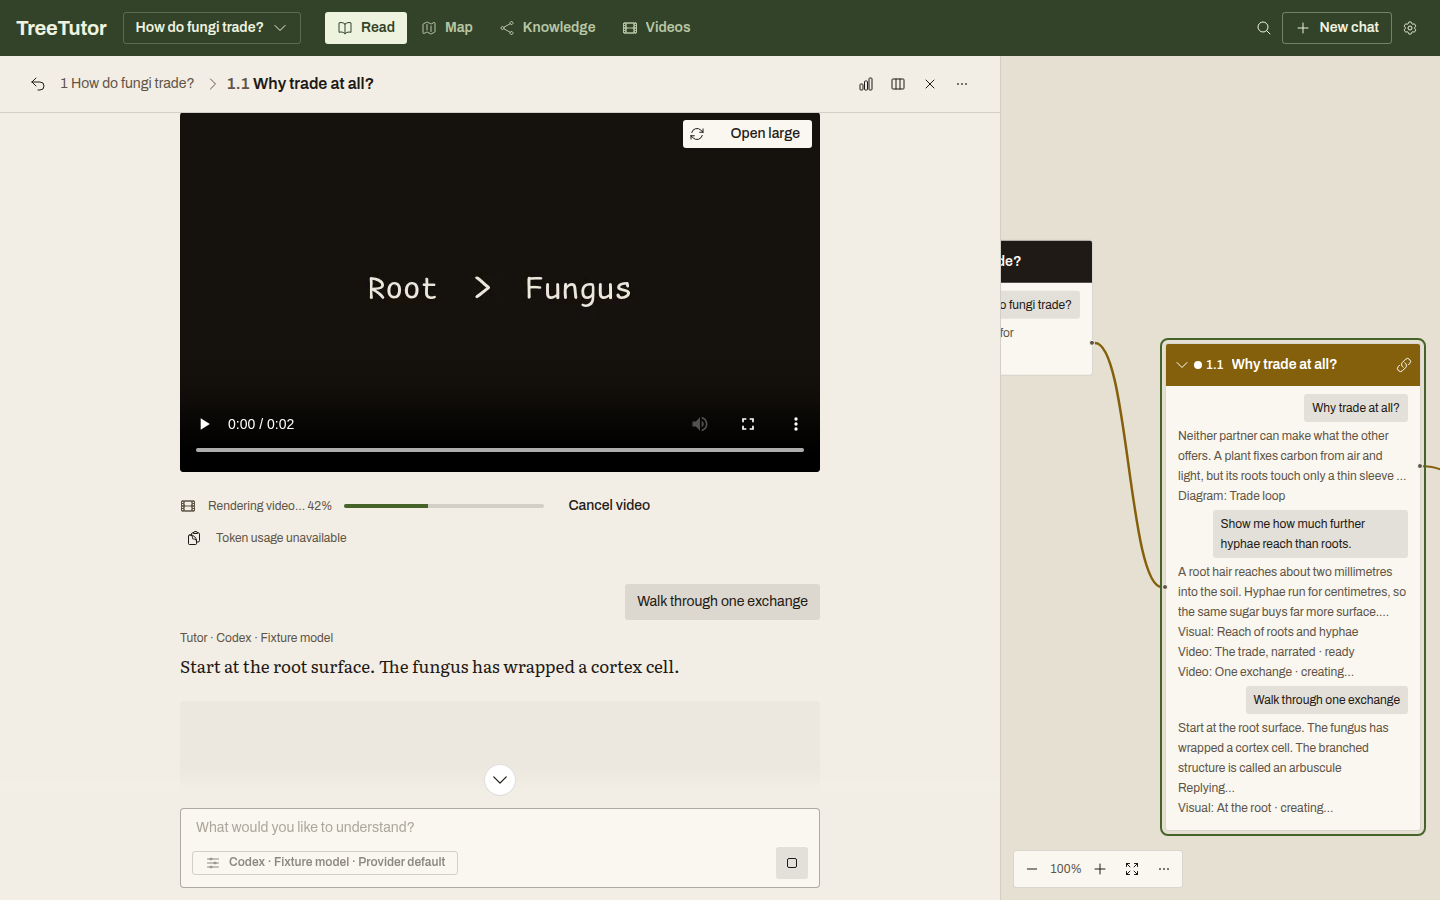 TreeTutor
How do fungi trade?
Read
Map
Knowledge
Videos
New chat
1 How do fungi trade?
1.1 Why trade at all?
Open large
Root > Fungus
0:00 / 0:02
Rendering video... 42%
Cancel video
Token usage unavailable
Walk through one exchange
Tutor · Codex · Fixture model
Start at the root surface. The fungus has wrapped a cortex cell.
What would you like to understand?
Codex · Fixture model · Provider default
de?
o fungi trade?
for
1.1 Why trade at all?
Why trade at all?
Neither partner can make what the other
offers. A plant fixes carbon from air and
light, but its roots touch only a thin sleeve ...
Diagram: Trade loop
Show me how much further
hyphae reach than roots.
A root hair reaches about two millimetres
into the soil. Hyphae run for centimetres, so
the same sugar buys far more surface....
Visual: Reach of roots and hyphae
Video: The trade, narrated · ready
Video: One exchange · creating...
Walk through one exchange
Start at the root surface. The fungus has
wrapped a cortex cell. The branched
structure is called an arbuscule
Replying...
Visual: At the root · creating...
100%